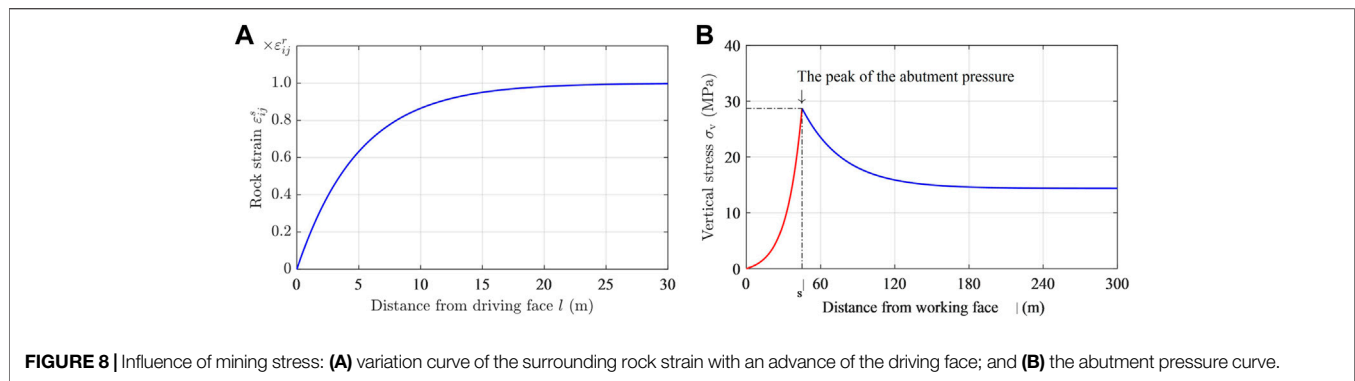 A
×ε^r_ij
1.0
0.8
0.6
0.4
0.2
0
Rock strain ε^s_ij
0 5 10 15 20 25 30
Distance from driving face l (m)
B
40
30
20
10
0
Vertical stress σ_v (MPa)
The peak of the abutment pressure
↓
0 60 120 180 240 300
s|
Distance from working face | (m)
FIGURE 8 | Influence of mining stress: (A) variation curve of the surrounding rock strain with an advance of the driving face; and (B) the abutment pressure curve.